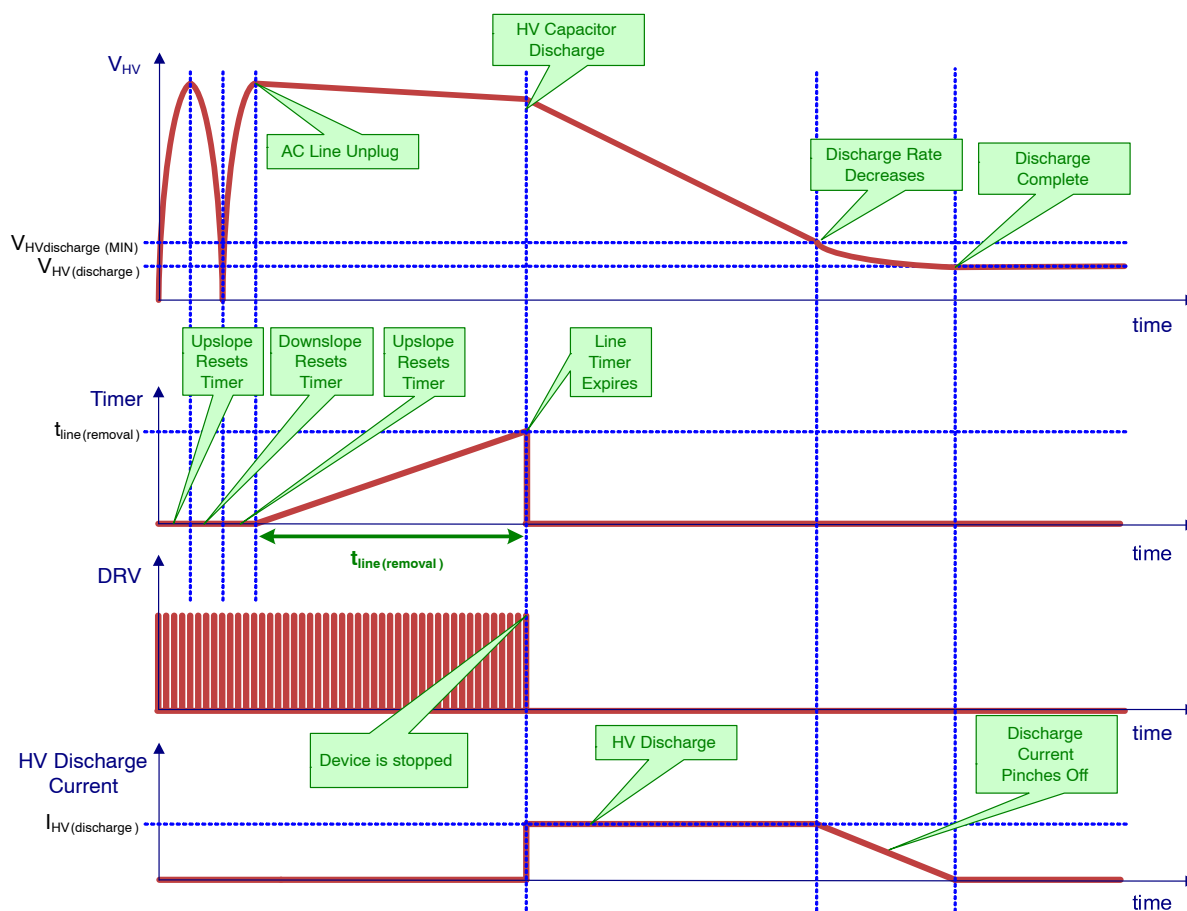 HV Capacitor
Discharge
VHV
AC Line Unplug
Discharge Rate
Decreases
Discharge
Complete
VHVdischarge (MIN)
VHV(discharge)
time
Upslope
Resets
Timer
Downslope
Resets
Timer
Upslope
Resets
Timer
Line
Timer
Expires
Timer
tline(removal)
time
tline(removal)
DRV
Device is stopped
HV Discharge
Discharge
Current
Pinches Off
time
HV Discharge
Current
IHV(discharge)
time